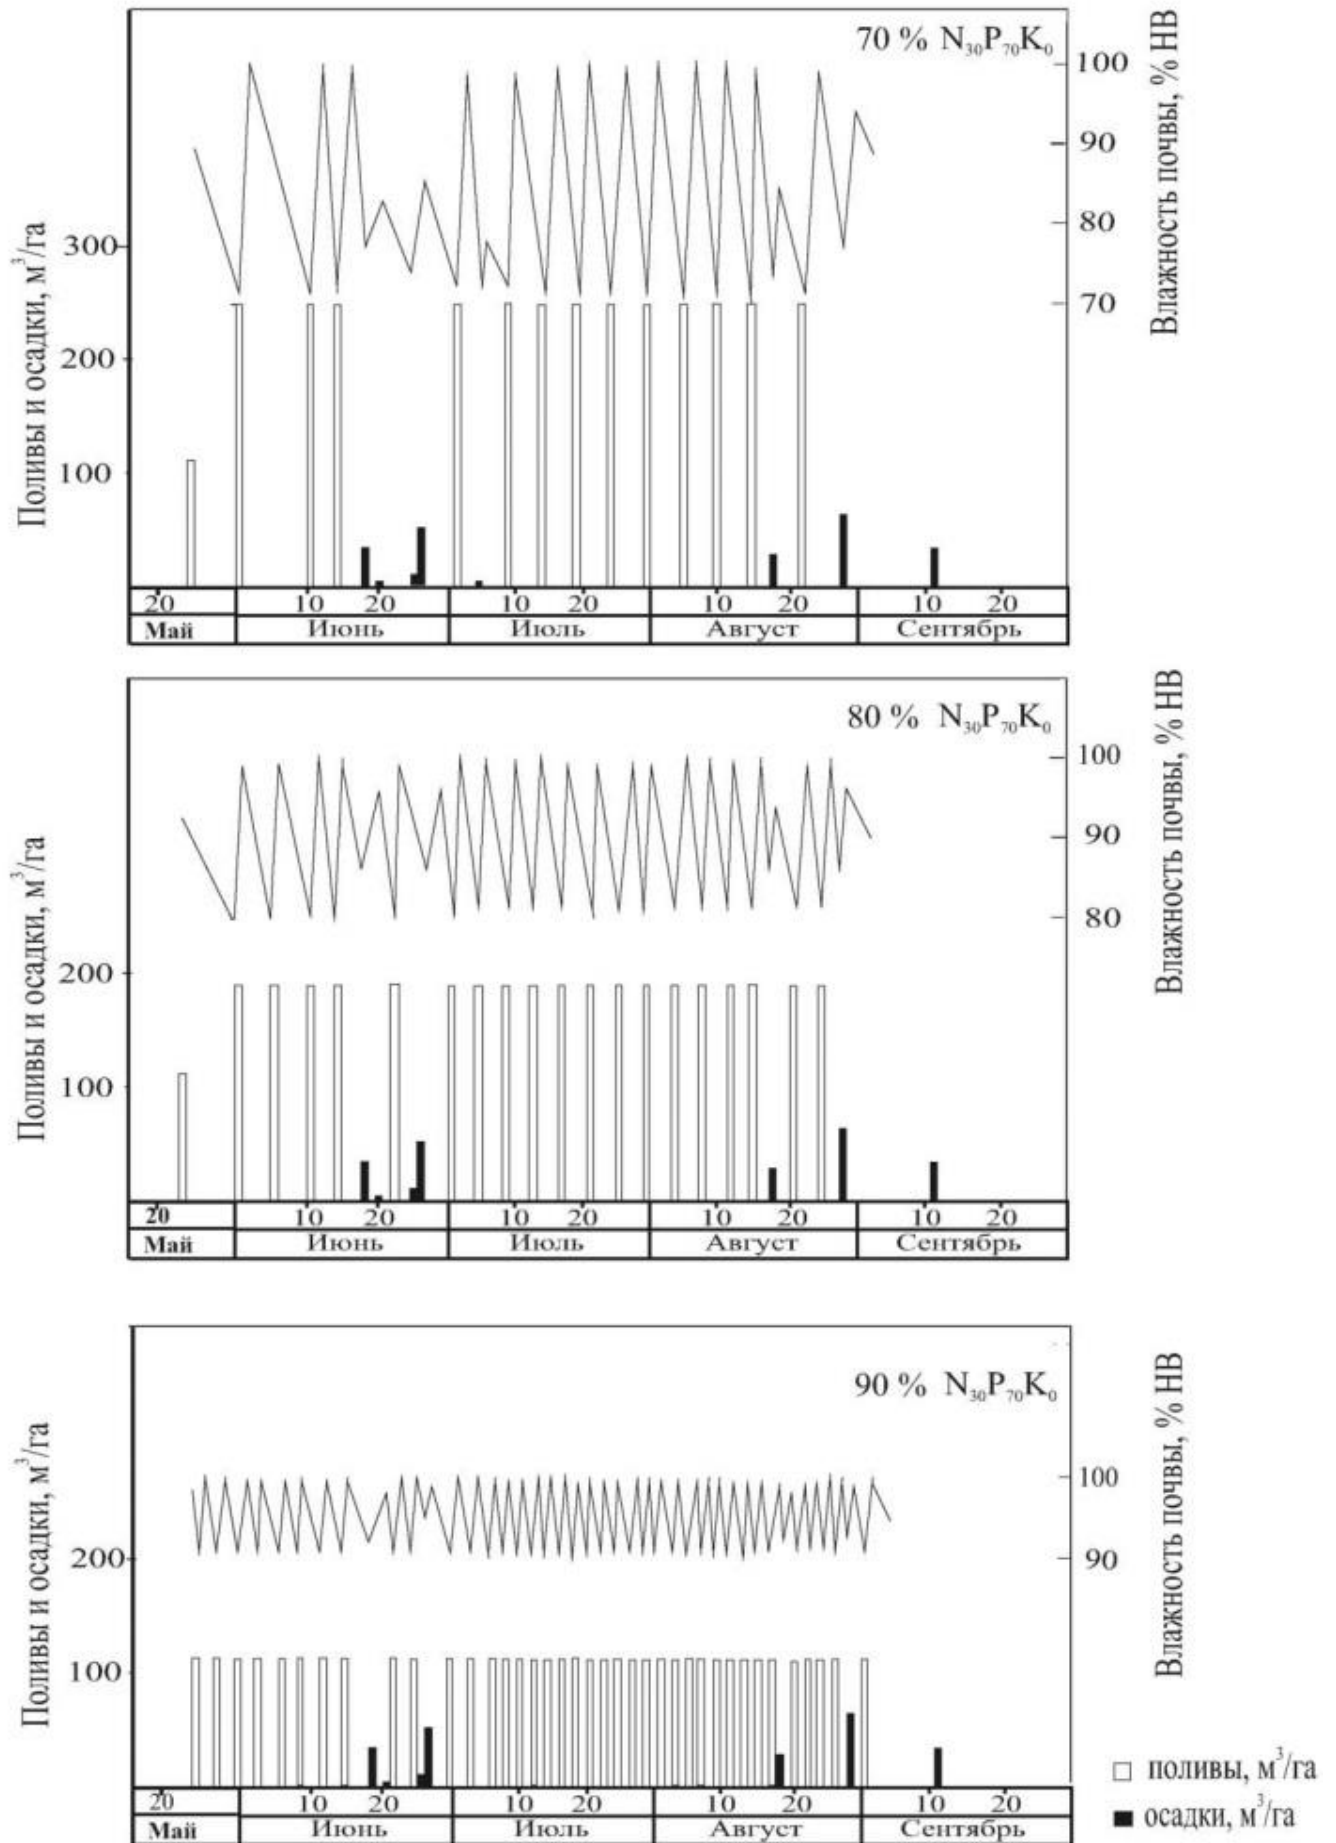 70 % N₃₀P₇₀K₀
Поливы и осадки, м³/га
300
200
100
100
90
80
70
Влажность почвы, % НВ
20 10 20 10 20 10 20 10 20
Май Июнь Июль Август Сентябрь
80 % N₃₀P₇₀K₀
Поливы и осадки, м³/га
200
100
100
90
80
Влажность почвы, % НВ
20 10 20 10 20 10 20 10 20
Май Июнь Июль Август Сентябрь
90 % N₃₀P₇₀K₀
Поливы и осадки, м³/га
200
100
100
90
Влажность почвы, % НВ
20 10 20 10 20 10 20 10 20
Май Июнь Июль Август Сентябрь
поливы, м³/га
осадки, м³/га